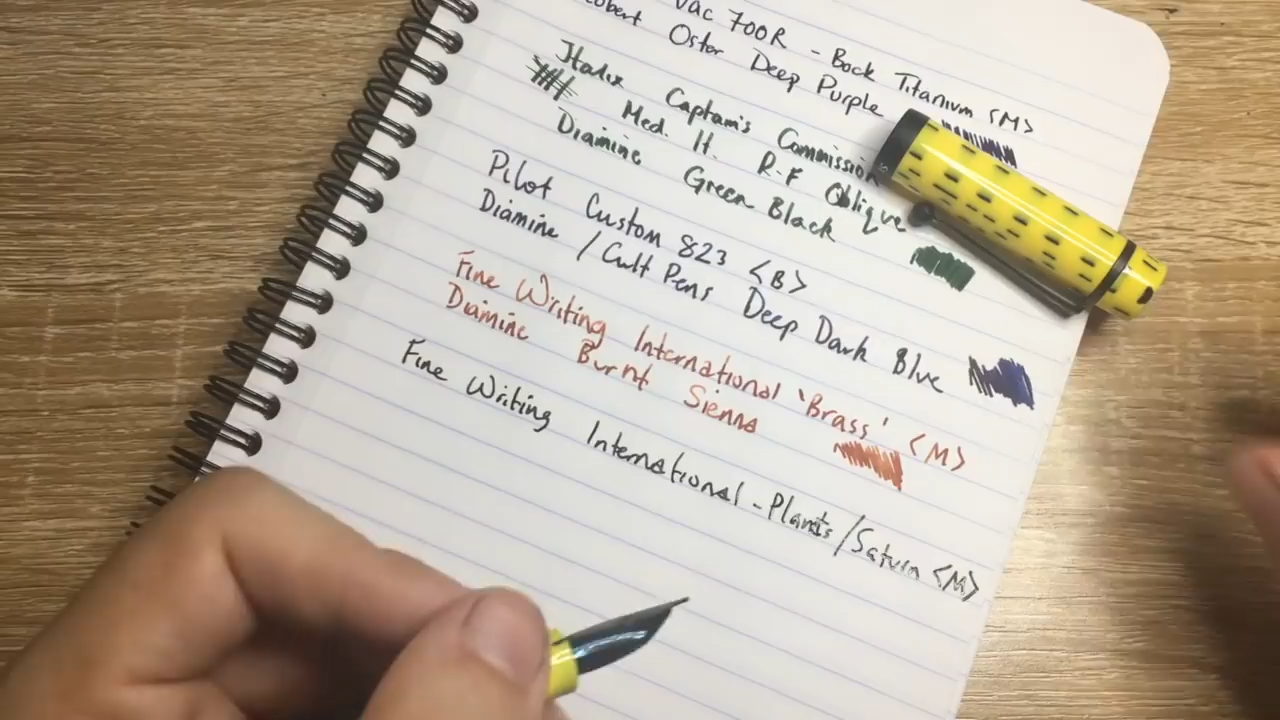 Vac 700R - Bock Titanium <M>
Robert Oster Deep Purple
Italix Captain's Commission
Med. It. R.F Oblique
Diamine Green Black
Pilot Custom 823 <B>
Diamine / Cult Pens Deep Dark Blue
Fine Writing International 'Brass' <M>
Diamine Burnt Sienna
Fine Writing International - Planets/Saturn <M>